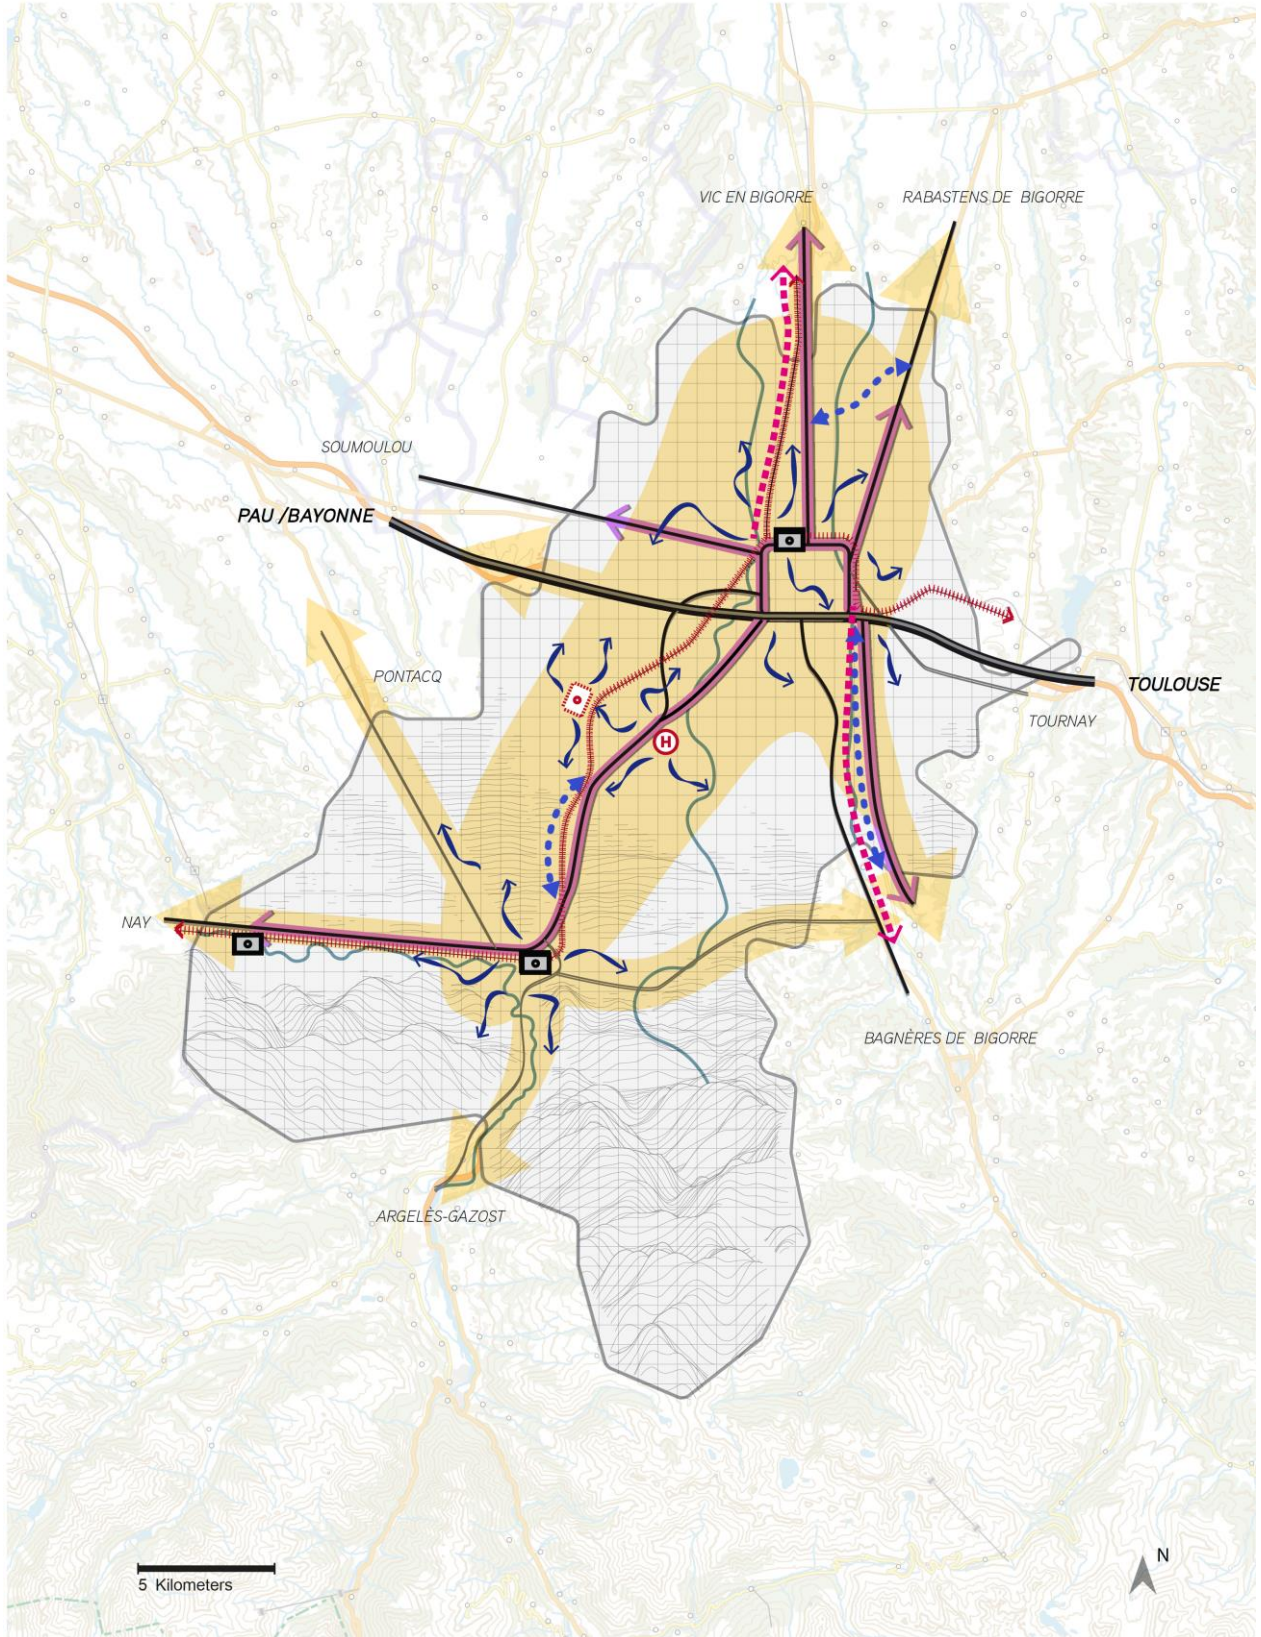 VIC EN BIGORRE
RABASTENS DE BIGORRE
SOUMOULOU
PAU /BAYONNE
PONTACQ
TOULOUSE
TOURNAY
H
NAY
BAGNÈRES DE BIGORRE
ARGELÈS-GAZOST
N
5 Kilometers